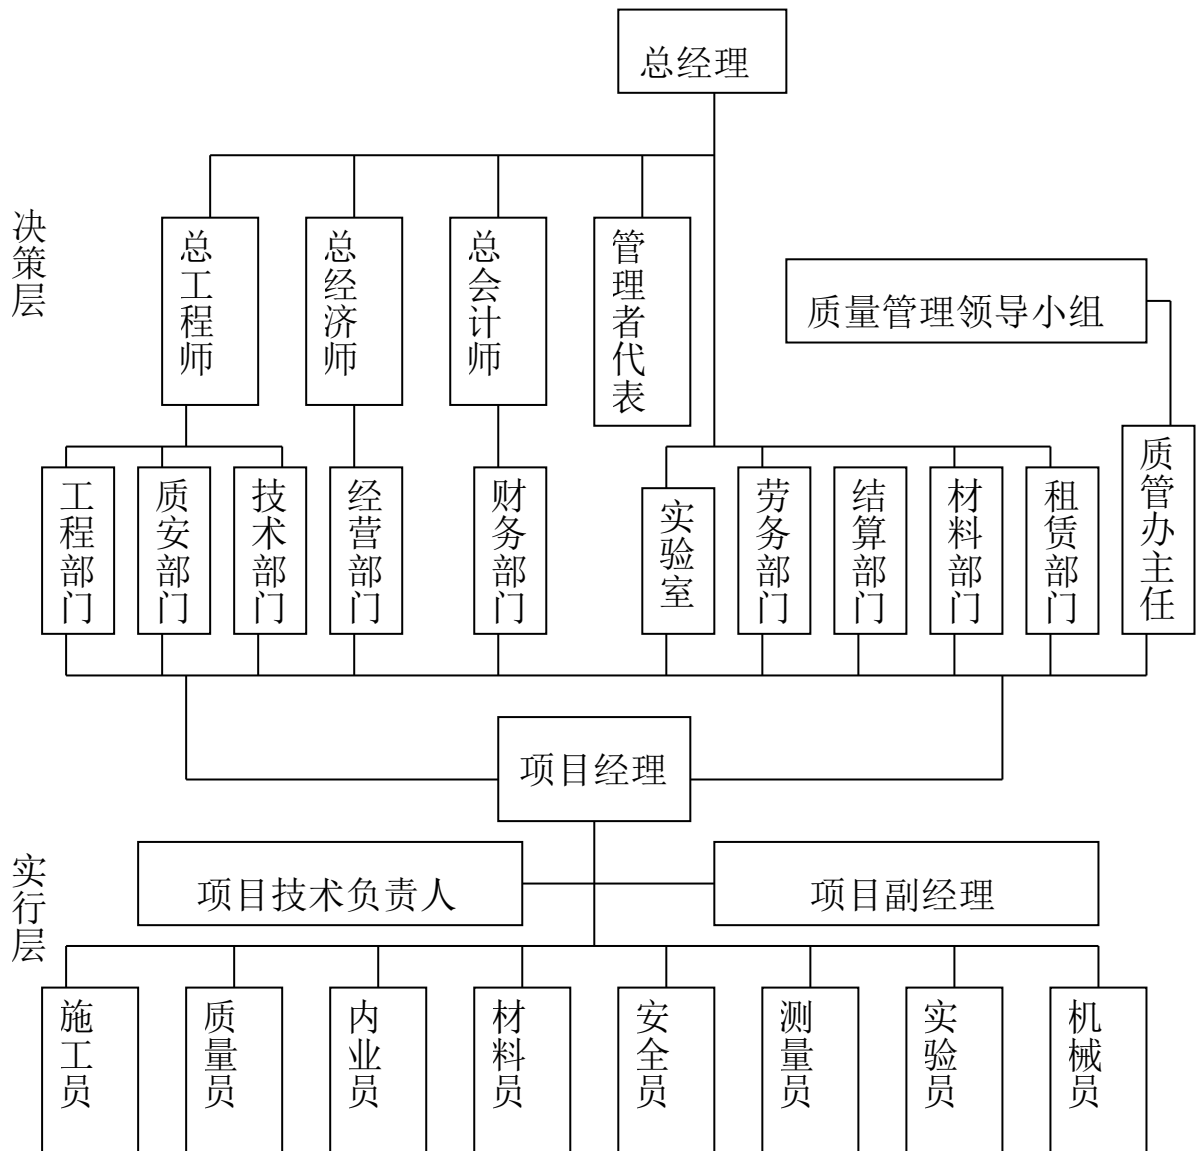 总经理
决策层
总工程师
总经济师
总会计师
管理者代表
质量管理领导小组
工程部门
质安部门
技术部门
经营部门
财务部门
实验室
劳务部门
结算部门
材料部门
租赁部门
质管办主任
项目经理
实行层
项目技术负责人
项目副经理
施工员
质量员
内业员
材料员
安全员
测量员
实验员
机械员